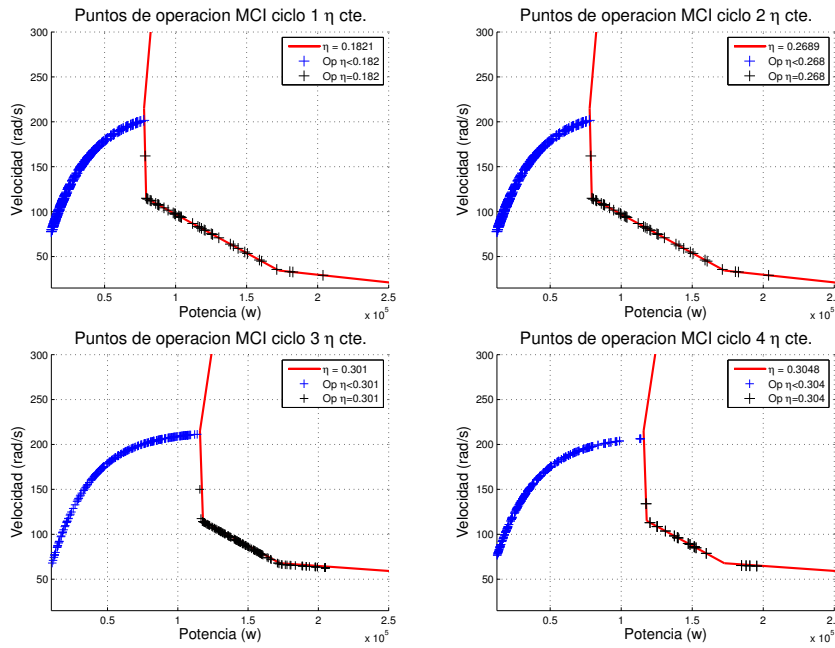 Puntos de operacion MCI ciclo 1 η cte.
Velocidad (rad/s)
300
250
200
150
100
50
η = 0.1821
Op η<0.182
Op η=0.182
0.5
1
1.5
2
2.5
x 10^5
Potencia (w)
Puntos de operacion MCI ciclo 2 η cte.
Velocidad (rad/s)
300
250
200
150
100
50
η = 0.2689
Op η<0.268
Op η=0.268
0.5
1
1.5
2
2.5
x 10^5
Potencia (w)
Puntos de operacion MCI ciclo 3 η cte.
Velocidad (rad/s)
300
250
200
150
100
50
η = 0.301
Op η<0.301
Op η=0.301
0.5
1
1.5
2
2.5
x 10^5
Potencia (w)
Puntos de operacion MCI ciclo 4 η cte.
Velocidad (rad/s)
300
250
200
150
100
50
η = 0.3048
Op η<0.304
Op η=0.304
0.5
1
1.5
2
2.5
x 10^5
Potencia (w)